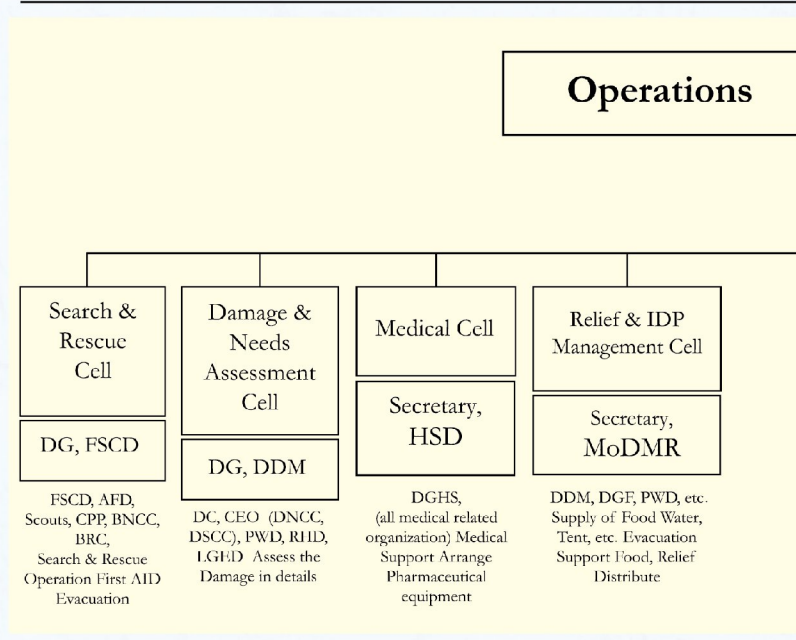 Operations
Search &
Rescue
Cell
DG, FSCD
FSCD, AFD,
Scouts, CPP, BNCC,
BRC,
Search & Rescue
Operation First AID
Evacuation
Damage &
Needs
Assessment
Cell
DG, DDM
DC, CEO (DNCC,
DSCC), PWD, RHD,
LGED Assess the
Damage in details
Medical Cell
Secretary,
HSD
DGHS,
(all medical related
organization) Medical
Support Arrange
Pharmaceutical
equipment
Relief & IDP
Management Cell
Secretary,
MoDMR
DDM, DGF, PWD, etc.
Supply of Food Water,
Tent, etc. Evacuation
Support Food, Relief
Distribute